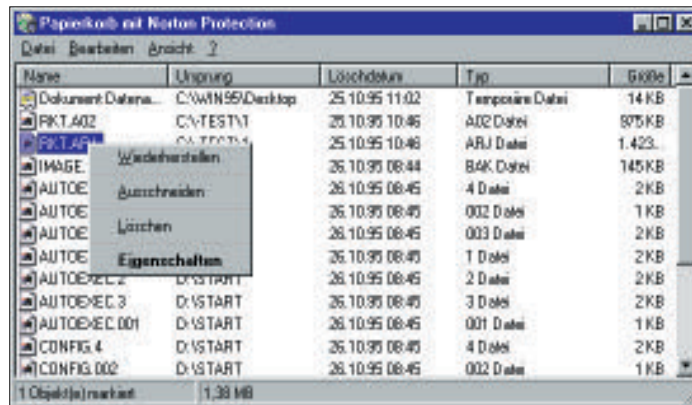 Papierkorb mit Norton Protection
Datei Bearbeiten Ansicht ?
Name Ursprung Löschdatum Typ Größe
Dokument Datena... C:\WIN95\Desktop 25.10.95 11:02 Temporäre Datei 14 KB
RKT.A02 C:\-TEST\1 25.10.95 10:46 A02 Datei 975 KB
RKT.ARJ C:\-TEST\1 25.10.95 10:46 ARJ Datei 1.423...
IMAGE. 26.10.95 08:44 BAK Datei 145 KB
AUTOE 26.10.95 08:45 4 Datei 2 KB
AUTOE 26.10.95 08:45 002 Datei 1 KB
AUTOE 26.10.95 08:45 003 Datei 2 KB
AUTOE 26.10.95 08:45 1 Datei 2 KB
AUTOEXEC.2 D:\START 26.10.95 08:45 2 Datei 2 KB
AUTOEXEC.3 D:\START 26.10.95 08:45 3 Datei 2 KB
AUTOEXEC.001 D:\START 26.10.95 08:45 001 Datei 1 KB
CONFIG.4 D:\START 26.10.95 08:45 4 Datei 2 KB
CONFIG.002 D:\START 26.10.95 08:45 002 Datei 1 KB
Wiederherstellen
Ausschneiden
Löschen
Eigenschaften
1 Objekt(e) markiert 1,38 MB